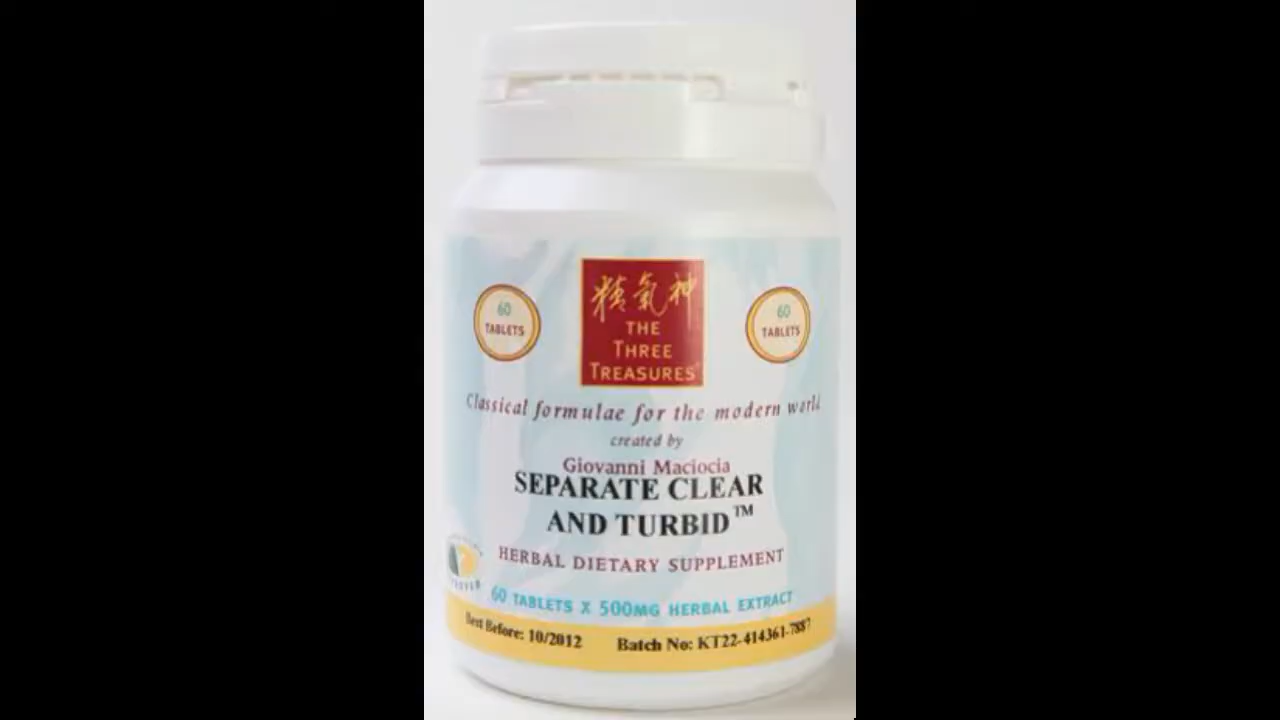 精氣神
THE
THREE
TREASURES®
60
TABLETS
60
TABLETS
Classical formulae for the modern world
created by
Giovanni Maciocia
SEPARATE CLEAR
AND TURBID™
HERBAL DIETARY SUPPLEMENT
60 TABLETS X 500MG HERBAL EXTRACT
Best Before: 10/2012 Batch No: KT22-414361-7887